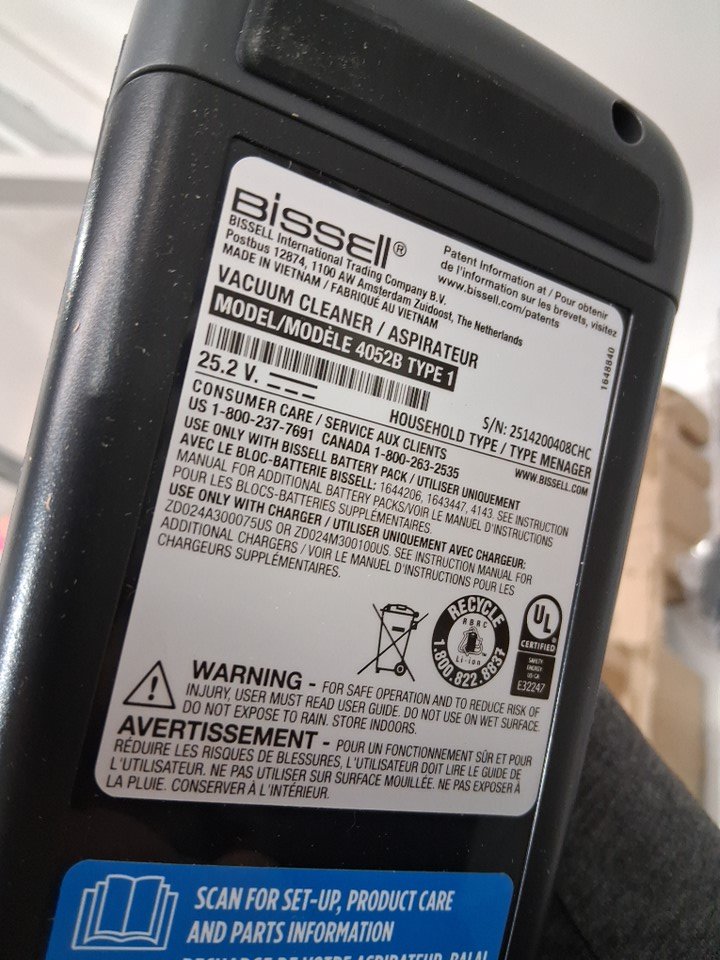 BISSELL®
BISSELL International Trading Company B.V.
Postbus 12874, 1100 AW Amsterdam Zuidoost, The Netherlands
MADE IN VIETNAM / FABRIQUÉ AU VIETNAM
Patent Information at / Pour obtenir
de l'information sur les brevets, visitez
www.bissell.com/patents
VACUUM CLEANER / ASPIRATEUR
MODEL/MODÈLE 4052B TYPE 1
1648840
S/N: 2514200408CHC
25.2 V.
HOUSEHOLD TYPE / TYPE MENAGER
WWW.BISSELL.COM
CONSUMER CARE / SERVICE AUX CLIENTS
US 1-800-237-7691 CANADA 1-800-263-2535
USE ONLY WITH BISSELL BATTERY PACK / UTILISER UNIQUEMENT
AVEC LE BLOC-BATTERIE BISSELL: 1644206, 1643447, 4143. SEE INSTRUCTION
MANUAL FOR ADDITIONAL BATTERY PACKS/VOIR LE MANUEL D'INSTRUCTIONS
POUR LES BLOCS-BATTERIES SUPPLÉMENTAIRES.
USE ONLY WITH CHARGER / UTILISER UNIQUEMENT AVEC CHARGEUR:
ZD024A300075US OR ZD024M300100US. SEE INSTRUCTION MANUAL FOR
ADDITIONAL CHARGERS / VOIR LE MANUEL D'INSTRUCTIONS POUR LES
CHARGEURS SUPPLÉMENTAIRES.
RECYCLE
RBRC
Li-ion
1.800.822.8837
UL
CERTIFIED
SAFETY
ENERGY
US-CA
E32247
WARNING - FOR SAFE OPERATION AND TO REDUCE RISK OF
INJURY, USER MUST READ USER GUIDE. DO NOT USE ON WET SURFACE.
DO NOT EXPOSE TO RAIN. STORE INDOORS.
AVERTISSEMENT - POUR UN FONCTIONNEMENT SÛR ET POUR
RÉDUIRE LES RISQUES DE BLESSURES, L'UTILISATEUR DOIT LIRE LE GUIDE DE
L'UTILISATEUR. NE PAS UTILISER SUR SURFACE MOUILLÉE. NE PAS EXPOSER À
LA PLUIE. CONSERVER À L'INTÉRIEUR.
SCAN FOR SET-UP, PRODUCT CARE
AND PARTS INFORMATION